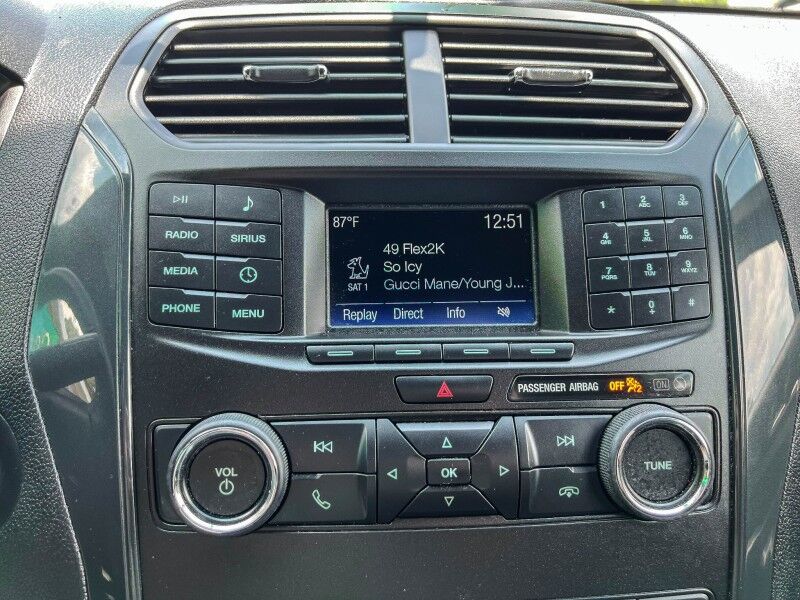 RADIO
SIRIUS
MEDIA
PHONE
MENU
87°F
12:51
49 Flex2K
So Icy
SAT 1
Gucci Mane/Young J...
Replay Direct Info
1
2 ABC
3 DEF
4 GHI
5 JKL
6 MNO
7 PQRS
8 TUV
9 WXYZ
*
0 +
#
PASSENGER AIRBAG OFF 2 ON
VOL
OK
TUNE